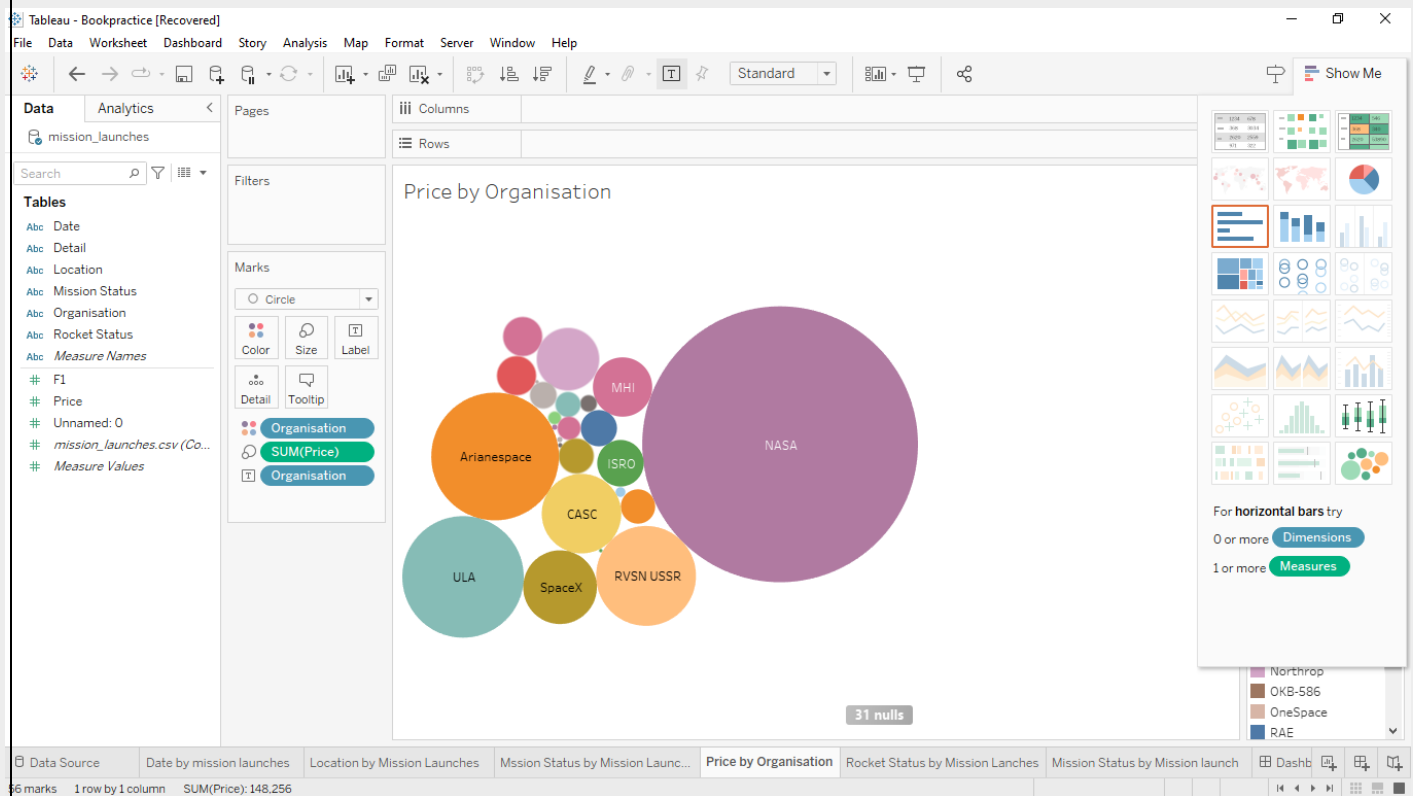 Tableau - Bookpractice [Recovered]
File Data Worksheet Dashboard Story Analysis Map Format Server Window Help
Standard
Show Me
Data Analytics
mission_launches
Search
Tables
Abc Date
Abc Detail
Abc Location
Abc Mission Status
Abc Organisation
Abc Rocket Status
Abc Measure Names
# F1
# Price
# Unnamed: 0
# mission_launches.csv (Co...
# Measure Values
Pages
Filters
Marks
Circle
Color Size Label
Detail Tooltip
Organisation
SUM(Price)
Organisation
Columns
Rows
Price by Organisation
MHI
NASA
Arianespace
ISRO
CASC
ULA
SpaceX
RVSN USSR
31 nulls
For horizontal bars try
0 or more Dimensions
1 or more Measures
Northrop
OKB-586
OneSpace
RAE
Data Source
Date by mission launches
Location by Mission Launches
Mssion Status by Mission Launc...
Price by Organisation
Rocket Status by Mission Lanches
Mission Status by Mission launch
Dashb
56 marks 1 row by 1 column SUM(Price): 148,256